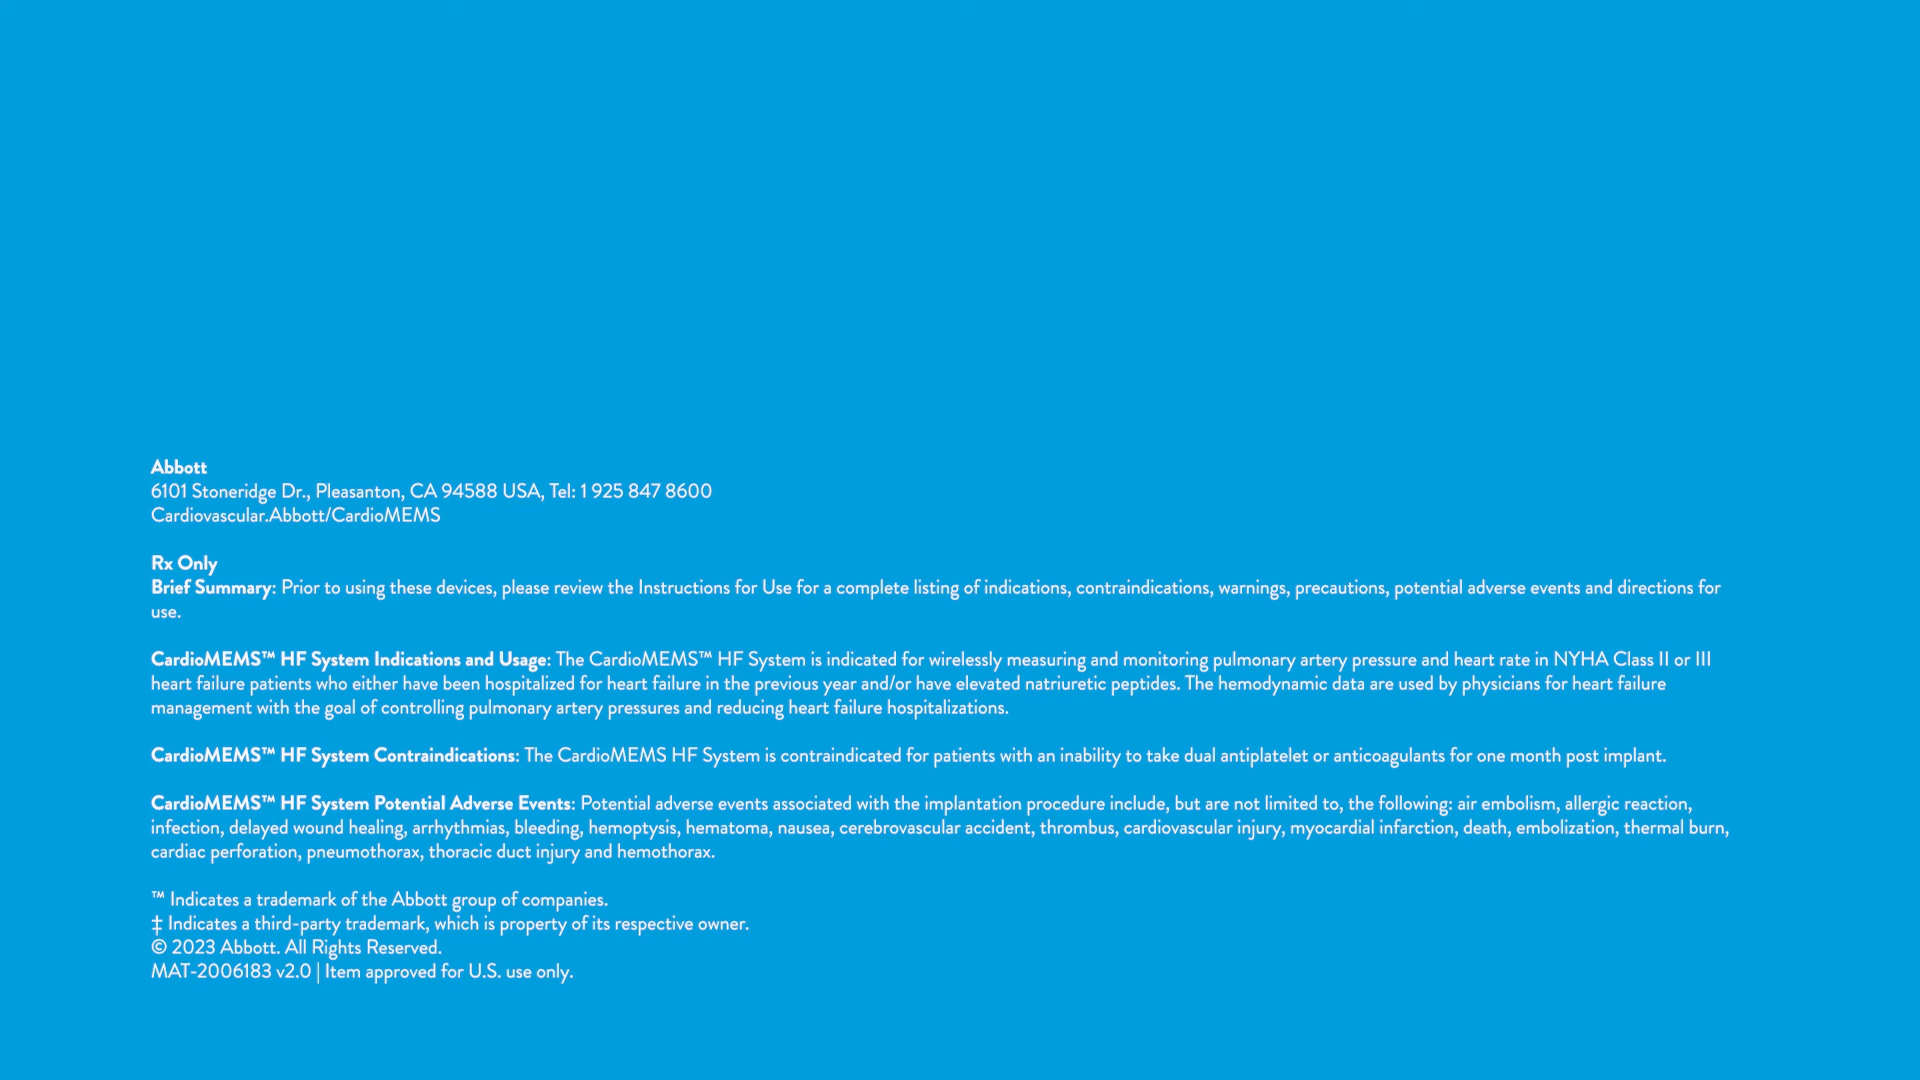 Abbott
6101 Stoneridge Dr., Pleasanton, CA 94588 USA, Tel: 1 925 847 8600
Cardiovascular.Abbott/CardioMEMS
Rx Only
Brief Summary: Prior to using these devices, please review the Instructions for Use for a complete listing of indications, contraindications, warnings, precautions, potential adverse events and directions for
use.
CardioMEMS™ HF System Indications and Usage: The CardioMEMS™ HF System is indicated for wirelessly measuring and monitoring pulmonary artery pressure and heart rate in NYHA Class II or III
heart failure patients who either have been hospitalized for heart failure in the previous year and/or have elevated natriuretic peptides. The hemodynamic data are used by physicians for heart failure
management with the goal of controlling pulmonary artery pressures and reducing heart failure hospitalizations.
CardioMEMS™ HF System Contraindications: The CardioMEMS HF System is contraindicated for patients with an inability to take dual antiplatelet or anticoagulants for one month post implant.
CardioMEMS™ HF System Potential Adverse Events: Potential adverse events associated with the implantation procedure include, but are not limited to, the following: air embolism, allergic reaction,
infection, delayed wound healing, arrhythmias, bleeding, hemoptysis, hematoma, nausea, cerebrovascular accident, thrombus, cardiovascular injury, myocardial infarction, death, embolization, thermal burn,
cardiac perforation, pneumothorax, thoracic duct injury and hemothorax.
™ Indicates a trademark of the Abbott group of companies.
‡ Indicates a third-party trademark, which is property of its respective owner.
© 2023 Abbott. All Rights Reserved.
MAT-2006183 v2.0 | Item approved for U.S. use only.